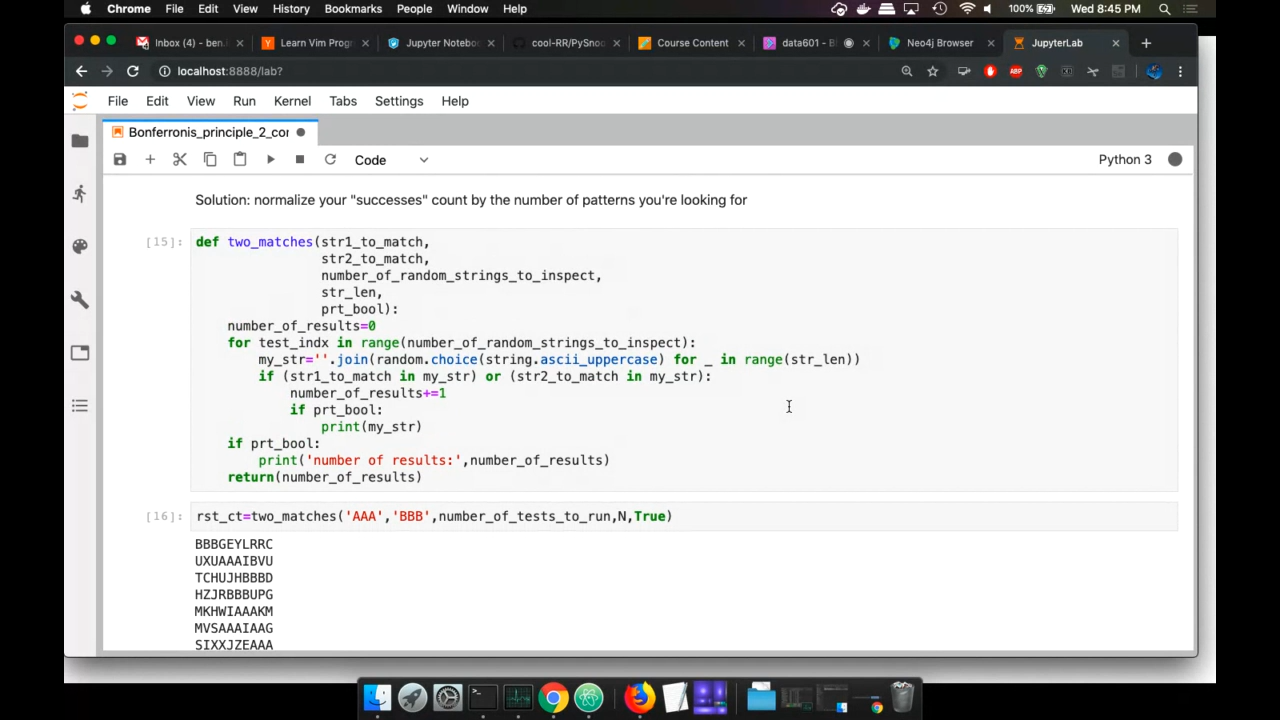 Chrome File Edit View History Bookmarks People Window Help 100% Wed 8:45 PM
Inbox (4) - ben. Learn Vim Prog Jupyter Notebo cool-RR/PySnoo Course Content data601 - B Neo4j Browser JupyterLab
localhost:8888/lab?
File Edit View Run Kernel Tabs Settings Help
Bonferronis_principle_2_cor
Code Python 3
Solution: normalize your "successes" count by the number of patterns you're looking for
[15]: def two_matches(str1_to_match,
str2_to_match,
number_of_random_strings_to_inspect,
str_len,
prt_bool):
number_of_results=0
for test_indx in range(number_of_random_strings_to_inspect):
my_str=''.join(random.choice(string.ascii_uppercase) for _ in range(str_len))
if (str1_to_match in my_str) or (str2_to_match in my_str):
number_of_results+=1
if prt_bool:
print(my_str)
if prt_bool:
print('number of results:',number_of_results)
return(number_of_results)
[16]: rst_ct=two_matches('AAA','BBB',number_of_tests_to_run,N,True)
BBBGEYLRRC
UXUAAAIBVU
TCHUJHBBBD
HZJRBBBUPG
MKHWIAAAKM
MVSAAAIAAG
SIXXJZEAAA